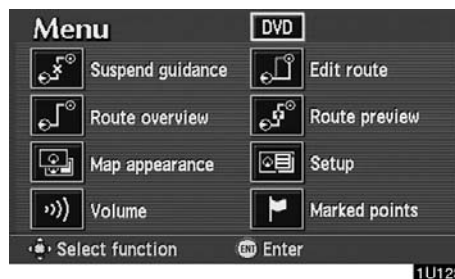 Menu DVD
Suspend guidance Edit route
Route overview Route preview
Map appearance Setup
Volume Marked points
Select function ENT Enter
1U12